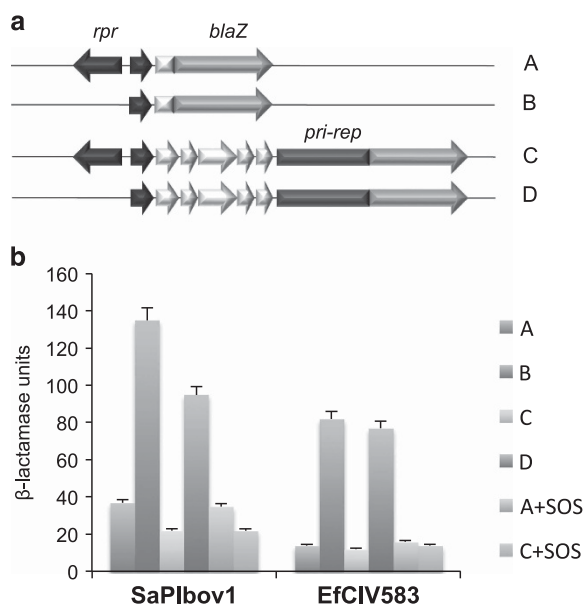 a
rpr blaZ
A
B
pri-rep
C
D
b
β-lactamase units
160
140
120
100
80
60
40
20
0
SaPIbov1 EfCIV583
A
B
C
D
A+SOS
C+SOS